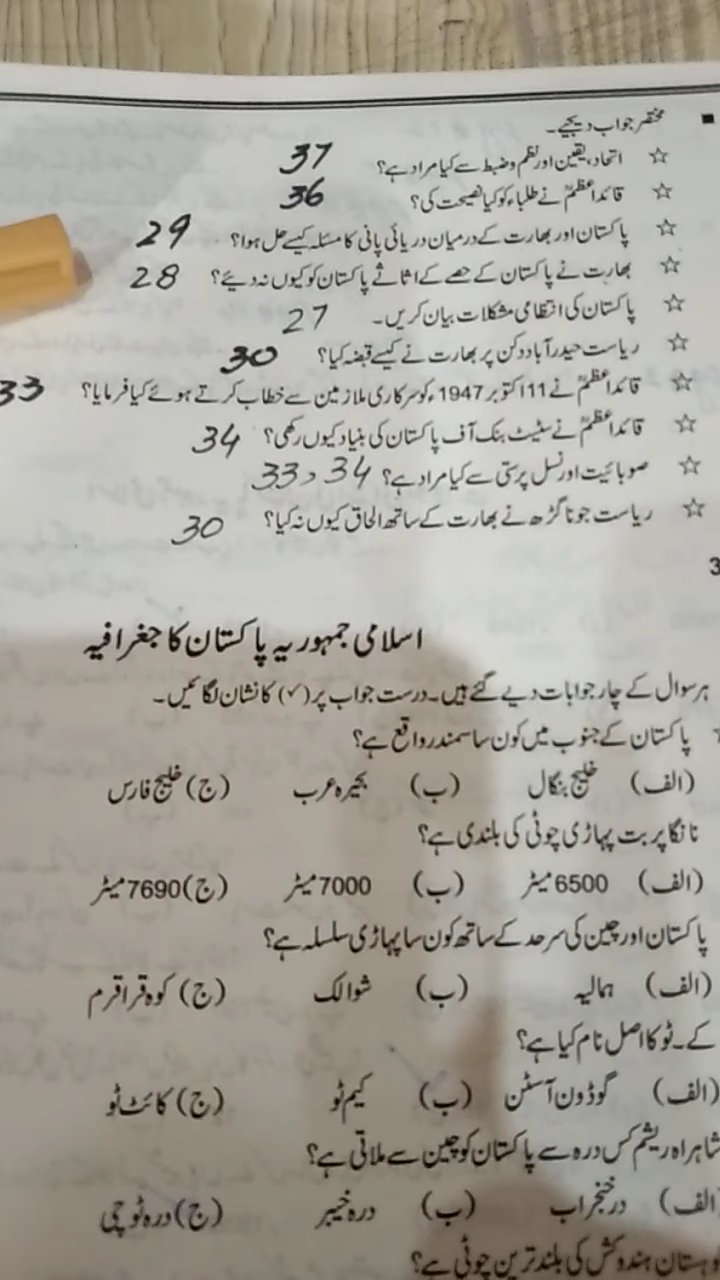 ■ مختصر جواب دیجیے۔
☆ اتحاد، یقین اور نظم و ضبط سے کیا مراد ہے؟ 37
☆ قائداعظمؒ نے طلباء کو کیا نصیحت کی؟ 36
☆ پاکستان اور بھارت کے درمیان دریائی پانی کا مسئلہ کیسے حل ہوا؟ 29
☆ بھارت نے پاکستان کے حصے کے اثاثے پاکستان کو کیوں نہ دیئے؟ 28
☆ پاکستان کی انتظامی مشکلات بیان کریں۔ 27
☆ ریاست حیدرآباد دکن پر بھارت نے کیسے قبضہ کیا؟ 30
☆ قائداعظمؒ نے 11 اکتوبر 1947ء کو سرکاری ملازمین سے خطاب کرتے ہوئے کیا فرمایا؟ 33
☆ قائداعظمؒ نے سٹیٹ بنک آف پاکستان کی بنیاد کیوں رکھی؟ 34
☆ صوبائیت اور نسل پرستی سے کیا مراد ہے؟ 33، 34
☆ ریاست جوناگڑھ نے بھارت کے ساتھ الحاق کیوں نہ کیا؟ 30
3
اسلامی جمہوریہ پاکستان کا جغرافیہ
ہر سوال کے چار جوابات دیے گئے ہیں۔ درست جواب پر (✓) کا نشان لگائیں۔
پاکستان کے جنوب میں کون سا سمندر واقع ہے؟
(الف) خلیج بنگال (ب) بحیرہ عرب (ج) خلیج فارس
نانگا پربت پہاڑی چوٹی کی بلندی ہے؟
(الف) 6500 میٹر (ب) 7000 میٹر (ج) 7690 میٹر
پاکستان اور چین کی سرحد کے ساتھ کون سا پہاڑی سلسلہ ہے؟
(الف) ہمالیہ (ب) شوالک (ج) کوہ قراقرم
کے۔ٹو کا اصل نام کیا ہے؟
(الف) گوڈون آسٹن (ب) کیم ٹو (ج) کائٹ ٹو
شاہراہ ریشم کس درہ سے پاکستان کو چین سے ملاتی ہے؟
الف) درخنجراب (ب) درہ خیبر (ج) درہ ٹوچی
ہندوکش کی بلند ترین چوٹی ہے؟